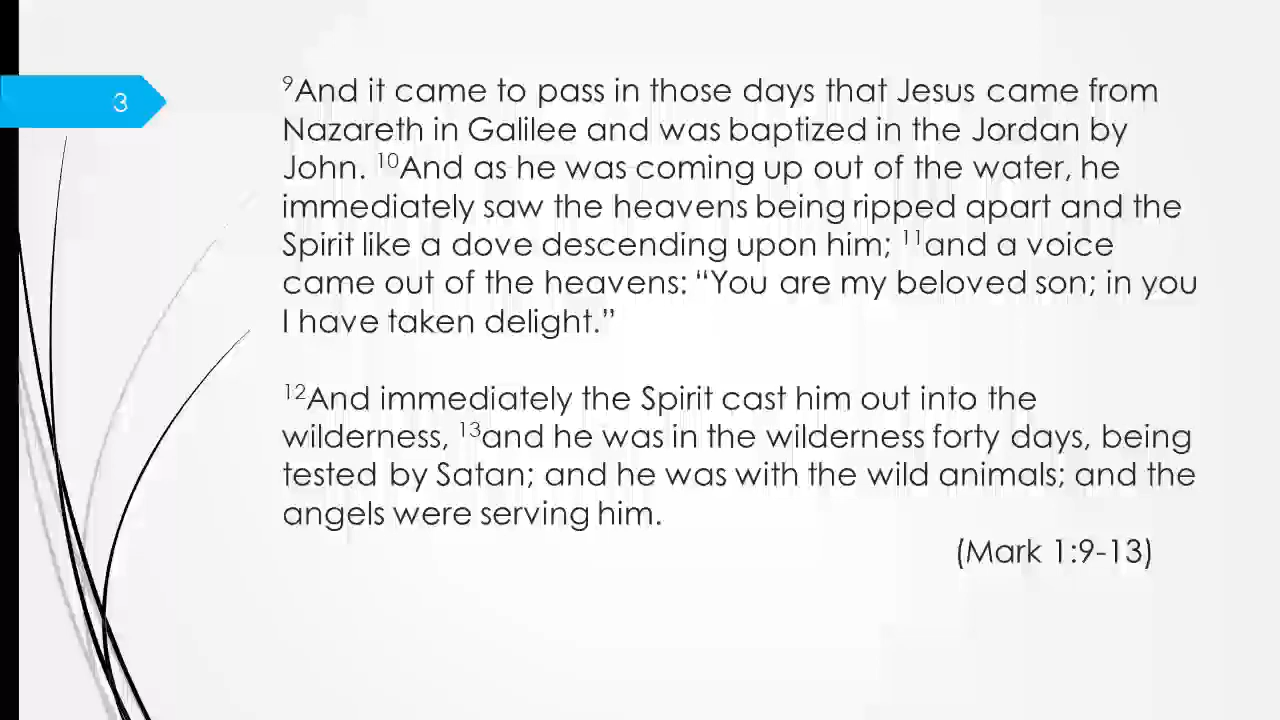 3
⁹And it came to pass in those days that Jesus came from
Nazareth in Galilee and was baptized in the Jordan by
John. ¹⁰And as he was coming up out of the water, he
immediately saw the heavens being ripped apart and the
Spirit like a dove descending upon him; ¹¹and a voice
came out of the heavens: “You are my beloved son; in you
I have taken delight.”
¹²And immediately the Spirit cast him out into the
wilderness, ¹³and he was in the wilderness forty days, being
tested by Satan; and he was with the wild animals; and the
angels were serving him.
(Mark 1:9-13)